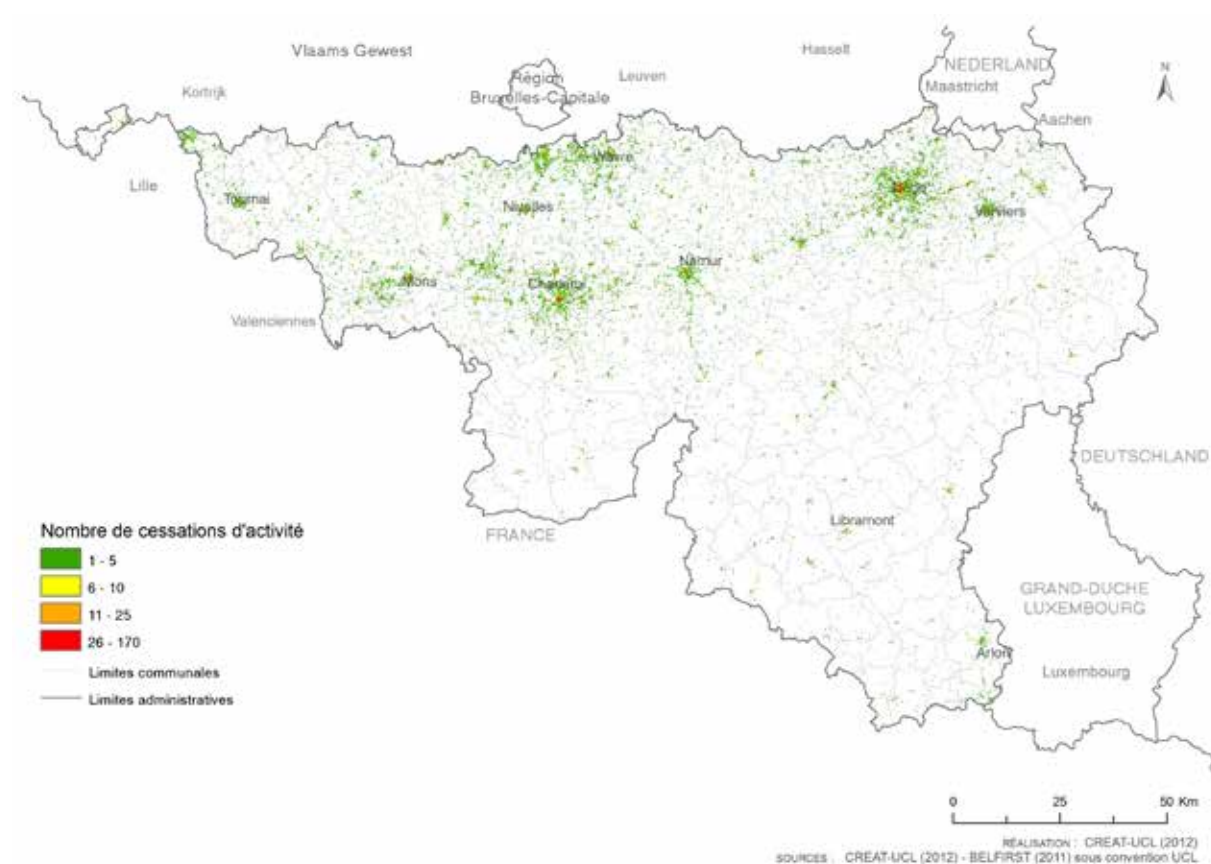 Vlaams Gewest
Hasselt
NEDERLAND
N
Région
Bruxelles-Capitale
Leuven
Maastricht
Kortrijk
Aachen
Lille
Wavre
Tournai
Nivelles
Liège
Verviers
Namur
Mons
Charleroi
Valenciennes
DEUTSCHLAND
Libramont
FRANCE
Nombre de cessations d'activité
1 - 5
6 - 10
11 - 25
26 - 170
Limites communales
Limites administratives
GRAND-DUCHE
LUXEMBOURG
Arlon
Luxembourg
0 25 50 Km
RÉALISATION : CREAT-UCL (2012)
SOURCES : CREAT-UCL (2012) - BELFIRST (2011) sous convention UCL